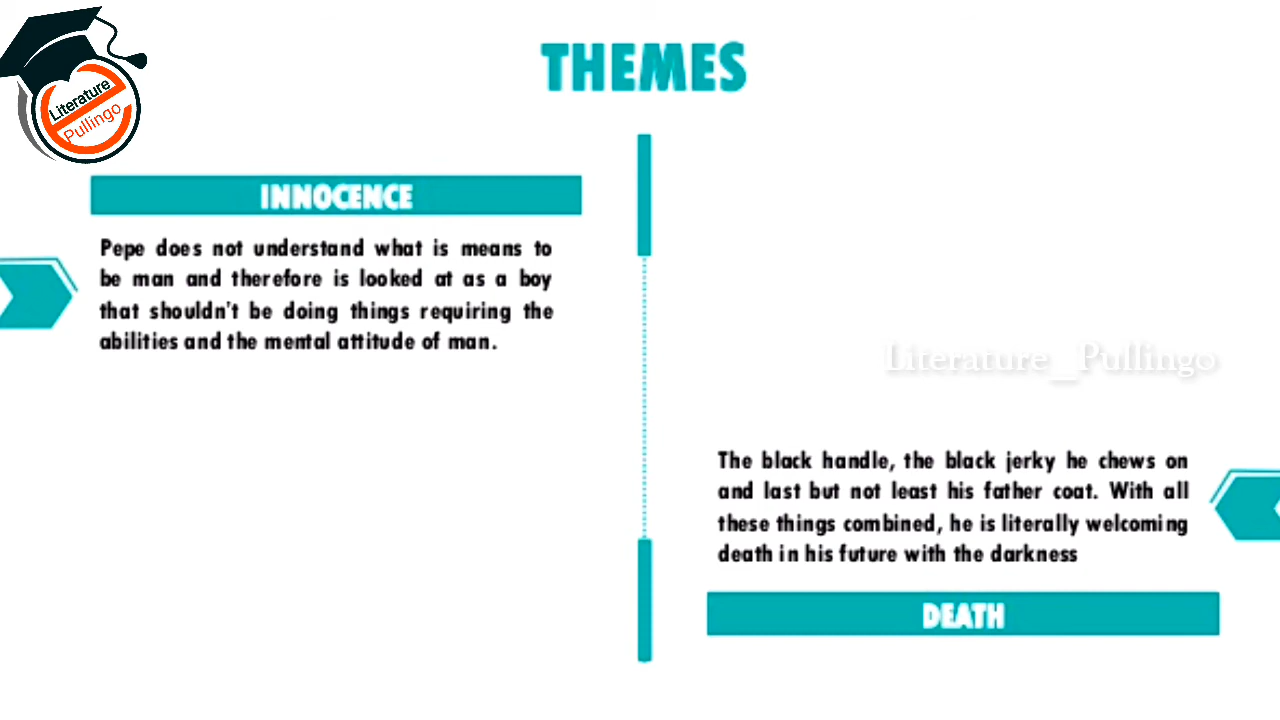 THEMES
Literature
Pullingo
INNOCENCE
Pepe does not understand what is means to
be man and therefore is looked at as a boy
that shouldn't be doing things requiring the
abilities and the mental attitude of man.
Literature_Pullingo
The black handle, the black jerky he chews on
and last but not least his father coat. With all
these things combined, he is literally welcoming
death in his future with the darkness
DEATH